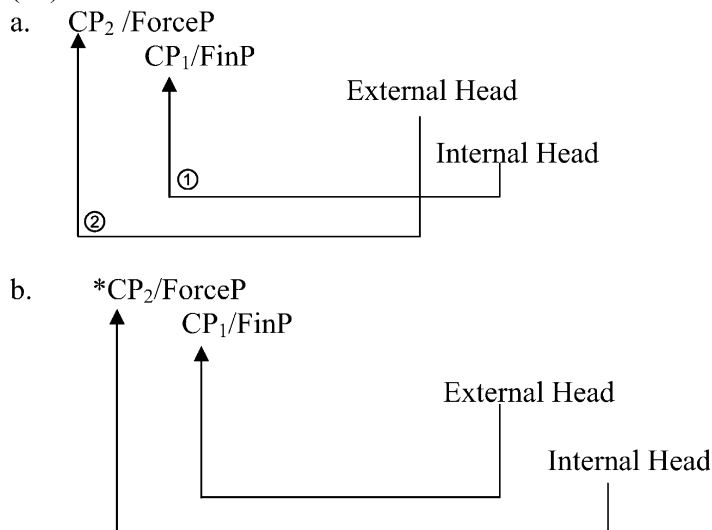 a. CP₂ /ForceP
CP₁/FinP
External Head
Internal Head
①
②
b. *CP₂/ForceP
CP₁/FinP
External Head
Internal Head